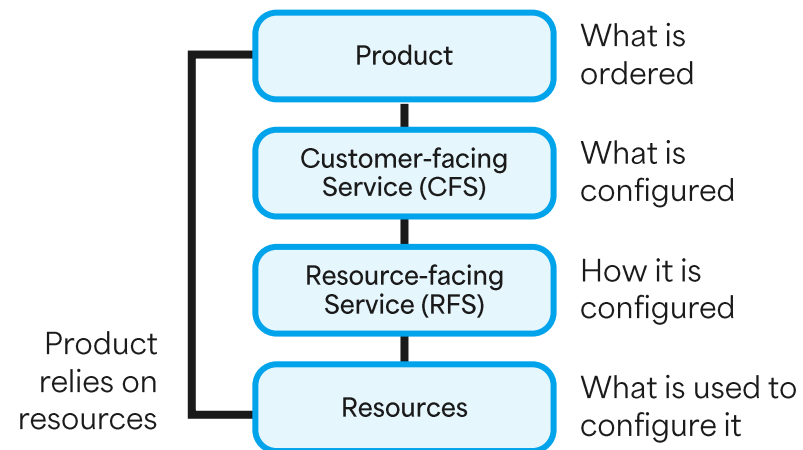 Product
What is
ordered
Customer-facing
Service (CFS)
What is
configured
Resource-facing
Service (RFS)
How it is
configured
Product
relies on
resources
Resources
What is used to
configure it